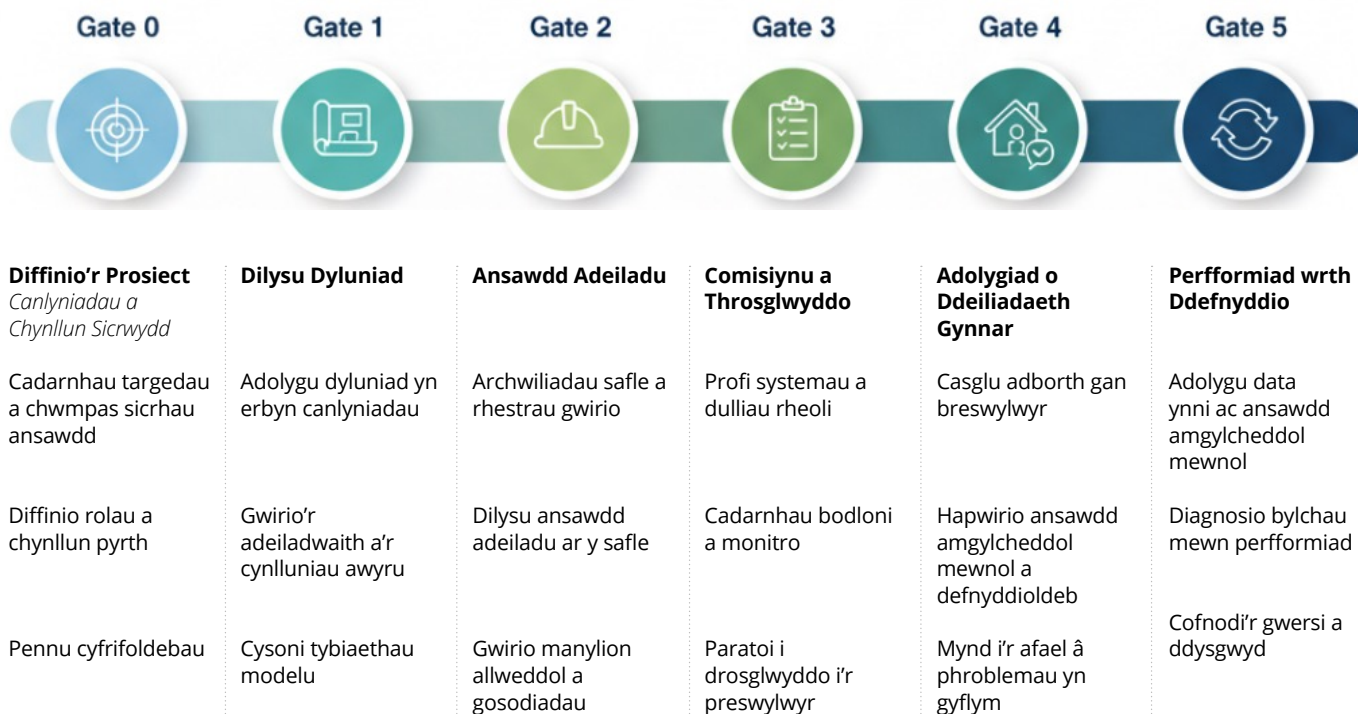 Gate 0
Gate 1
Gate 2
Gate 3
Gate 4
Gate 5
Diffinio'r Prosiect
Canlyniadau a
Chynllun Sicrwydd
Cadarnhau targedau
a chwmpas sicrhau
ansawdd
Diffinio rolau a
chynllun pyrth
Pennu cyfrifoldebau
Dilysu Dyluniad
Adolygu dyluniad yn
erbyn canlyniadau
Gwirio'r
adeiladwaith a'r
cynlluniau awyru
Cysoni tybiaethau
modelu
Ansawdd Adeiladu
Archwiliadau safle a
rhestrau gwirio
Dilysu ansawdd
adeiladu ar y safle
Gwirio manylion
allweddol a
gosodiadau
Comisiynu a
Throsglwyddo
Profi systemau a
dulliau rheoli
Cadarnhau bodloni
a monitro
Paratoi i
drosglwyddo i'r
preswylwyr
Adolygiad o
Ddeiliadaeth
Gynnar
Casglu adborth gan
breswylwyr
Hapwirio ansawdd
amgylcheddol
mewnol a
defnyddioldeb
Mynd i'r afael â
phroblemau yn
gyflym
Perfformiad wrth
Ddefnyddio
Adolygu data
ynni ac ansawdd
amgylcheddol
mewnol
Diagnosio bylchau
mewn perfformiad
Cofnodi'r gwersi a
ddysgwyd